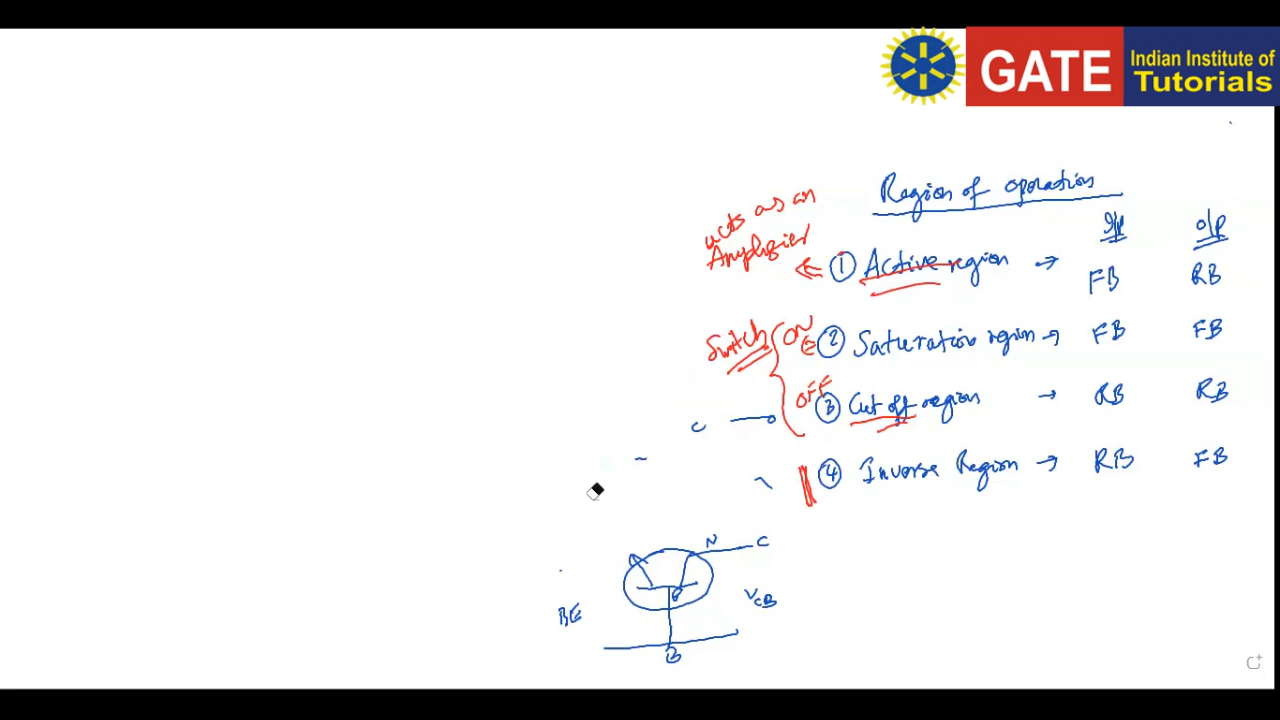 GATE Indian Institute of Tutorials
Region of operation
I/P O/P
acts as an
Amplifier
① Active region → FB RB
Switch ON ② Saturation region → FB FB
OFF ③ Cut off region → RB RB
C
④ Inverse Region → RB FB
N C
BE VCB
B